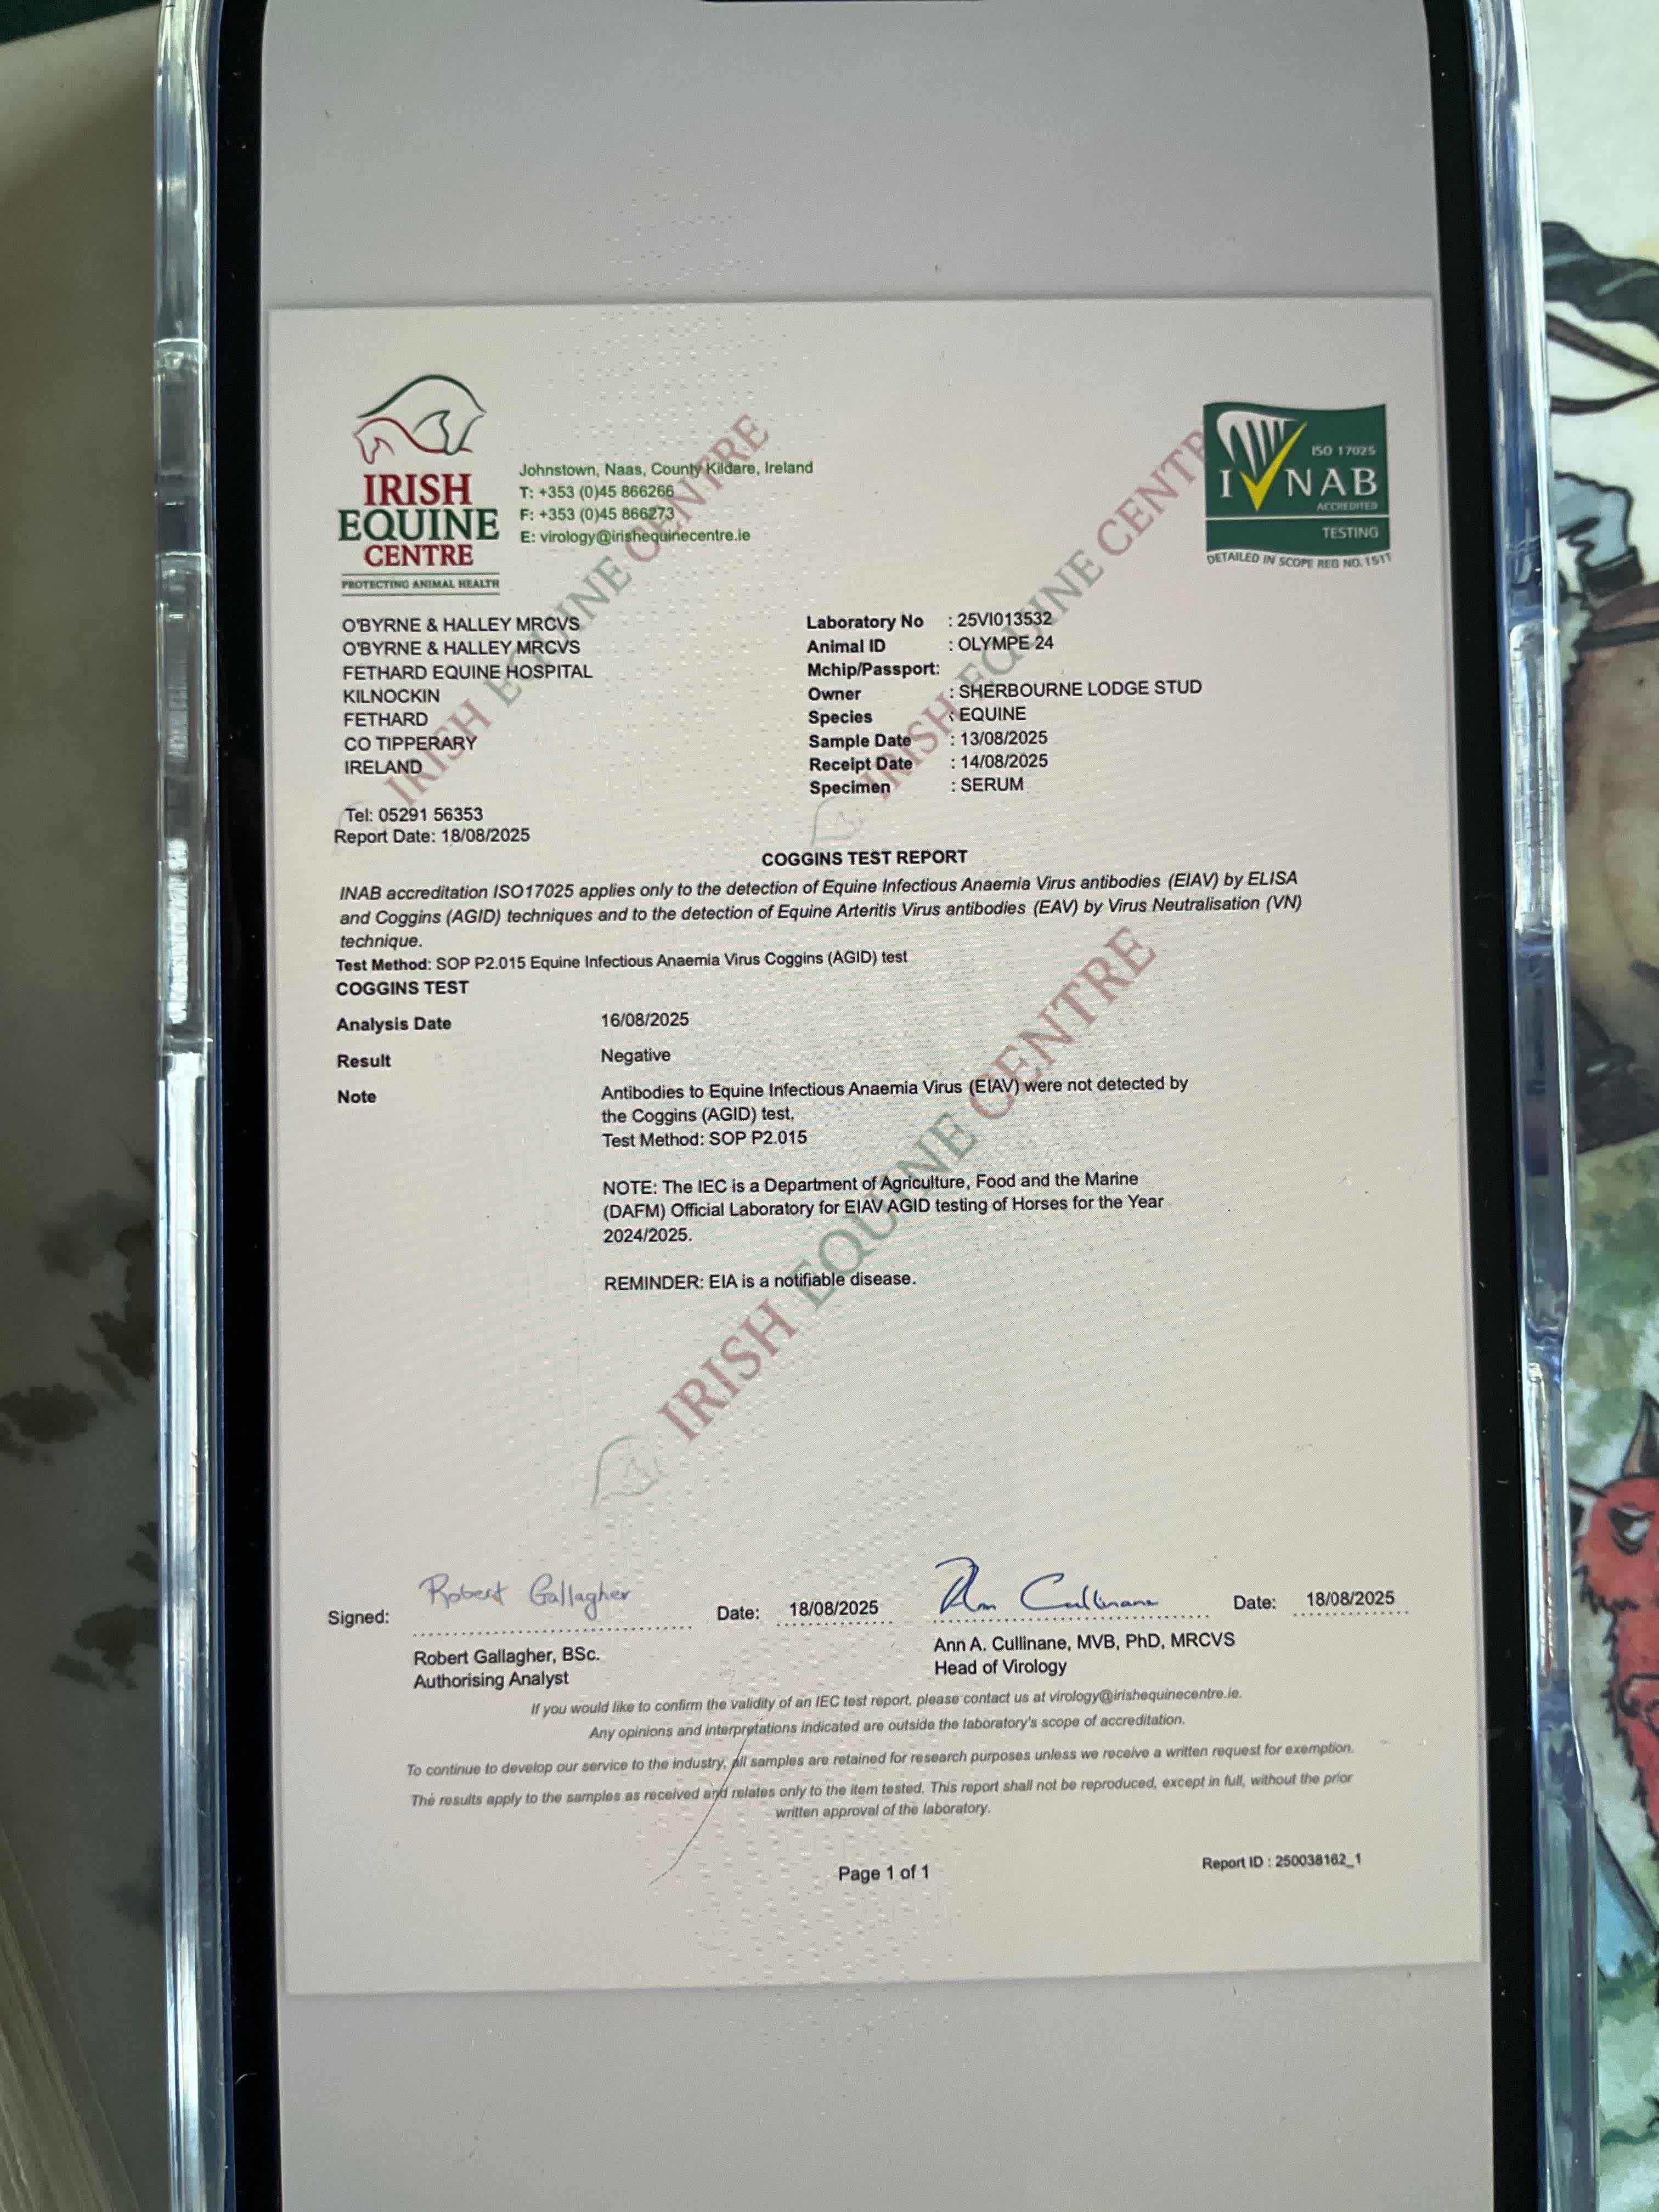 IRISH
EQUINE
CENTRE
PROTECTING ANIMAL HEALTH
Johnstown, Naas, County Kildare, Ireland
T: +353 (0)45 866266
F: +353 (0)45 866273
E: virology@irishequinecentre.ie
ISO 17025
INAB
ACCREDITED
TESTING
DETAILED IN SCOPE REG NO. 151T
O'BYRNE & HALLEY MRCVS
O'BYRNE & HALLEY MRCVS
FETHARD EQUINE HOSPITAL
KILNOCKIN
FETHARD
CO TIPPERARY
IRELAND
Tel: 05291 56353
Report Date: 18/08/2025
Laboratory No : 25VI013532
Animal ID : OLYMPE 24
Mchip/Passport:
Owner : SHERBOURNE LODGE STUD
Species : EQUINE
Sample Date : 13/08/2025
Receipt Date : 14/08/2025
Specimen : SERUM
COGGINS TEST REPORT
INAB accreditation ISO17025 applies only to the detection of Equine Infectious Anaemia Virus antibodies (EIAV) by ELISA
and Coggins (AGID) techniques and to the detection of Equine Arteritis Virus antibodies (EAV) by Virus Neutralisation (VN)
technique.
Test Method: SOP P2.015 Equine Infectious Anaemia Virus Coggins (AGID) test
COGGINS TEST
Analysis Date 16/08/2025
Result Negative
Note Antibodies to Equine Infectious Anaemia Virus (EIAV) were not detected by
the Coggins (AGID) test.
Test Method: SOP P2.015
NOTE: The IEC is a Department of Agriculture, Food and the Marine
(DAFM) Official Laboratory for EIAV AGID testing of Horses for the Year
2024/2025.
REMINDER: EIA is a notifiable disease.
IRISH EQUINE CENTRE
IRISH EQUINE CENTRE
IRISH EQUINE CENTRE
Robert Gallagher
Ann Cullinane
Signed: Date: 18/08/2025 Date: 18/08/2025
Robert Gallagher, BSc.
Authorising Analyst
Ann A. Cullinane, MVB, PhD, MRCVS
Head of Virology
If you would like to confirm the validity of an IEC test report, please contact us at virology@irishequinecentre.ie.
Any opinions and interpretations indicated are outside the laboratory's scope of accreditation.
To continue to develop our service to the industry, all samples are retained for research purposes unless we receive a written request for exemption.
The results apply to the samples as received and relates only to the item tested. This report shall not be reproduced, except in full, without the prior
written approval of the laboratory.
Page 1 of 1
Report ID : 250038162_1